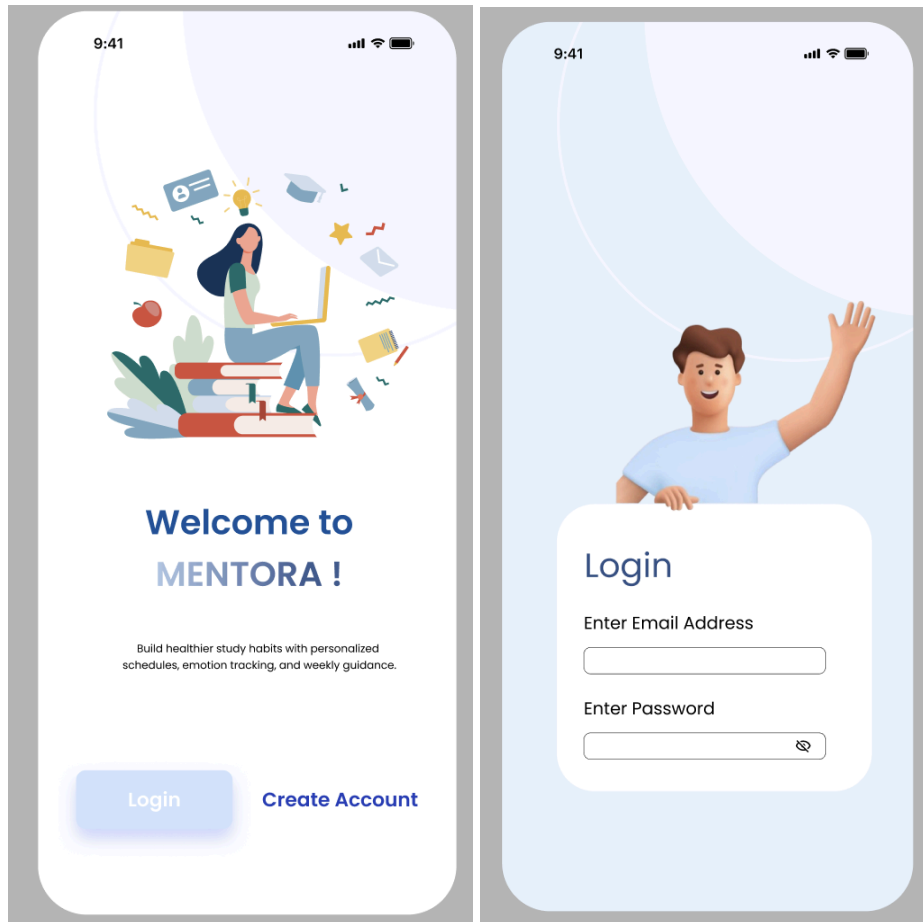 9:41
Welcome to
MENTORA !
Build healthier study habits with personalized
schedules, emotion tracking, and weekly guidance.
Login
Create Account
9:41
Login
Enter Email Address
Enter Password